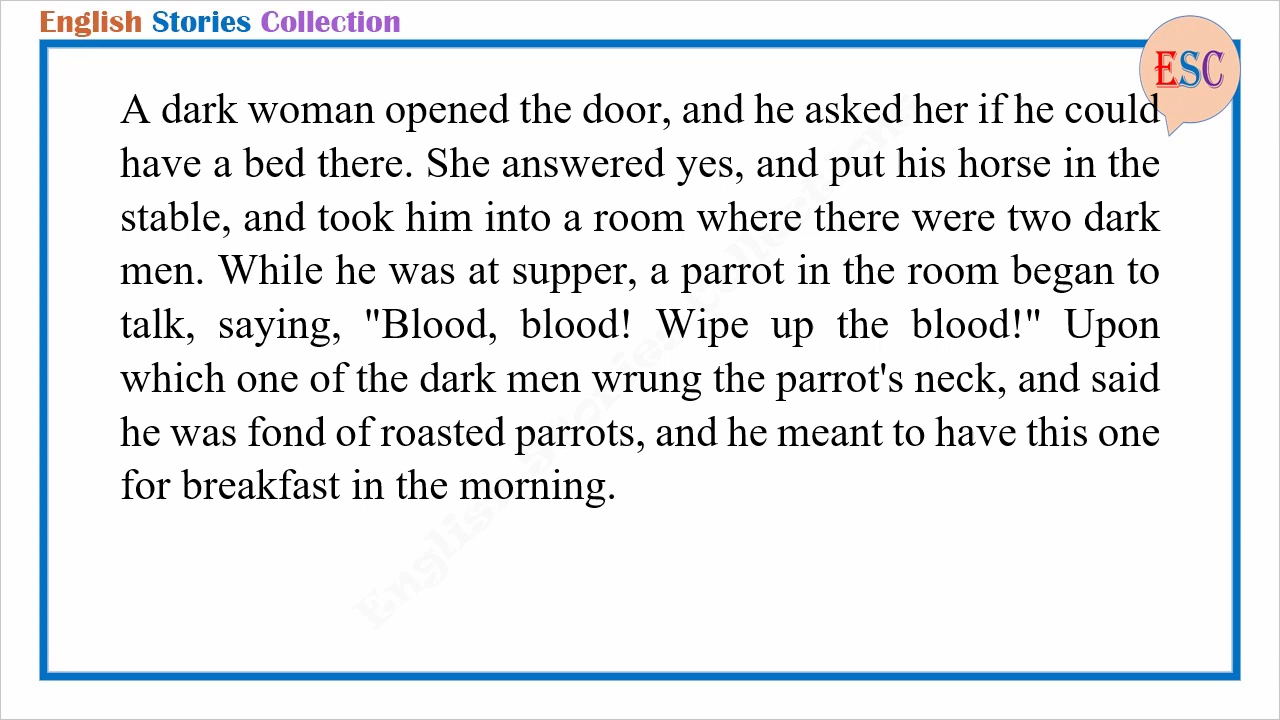 English Stories Collection
ESC
A dark woman opened the door, and he asked her if he could
have a bed there. She answered yes, and put his horse in the
stable, and took him into a room where there were two dark
men. While he was at supper, a parrot in the room began to
talk, saying, "Blood, blood! Wipe up the blood!" Upon
which one of the dark men wrung the parrot's neck, and said
he was fond of roasted parrots, and he meant to have this one
for breakfast in the morning.
English Stories Collection